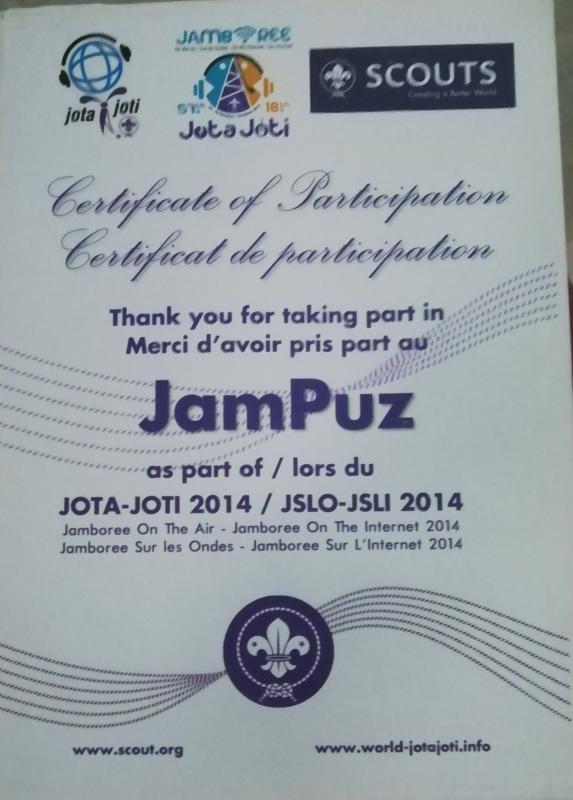 jota joti
JAMBOREE
57th 18th
Jota Joti
SCOUTS
Creating a Better World
Certificate of Participation
Certificat de participation
Thank you for taking part in
Merci d'avoir pris part au
JamPuz
as part of / lors du
JOTA-JOTI 2014 / JSLO-JSLI 2014
Jamboree On The Air - Jamboree On The Internet 2014
Jamboree Sur les Ondes - Jamboree Sur L'Internet 2014
www.scout.org
www.world-jotajoti.info